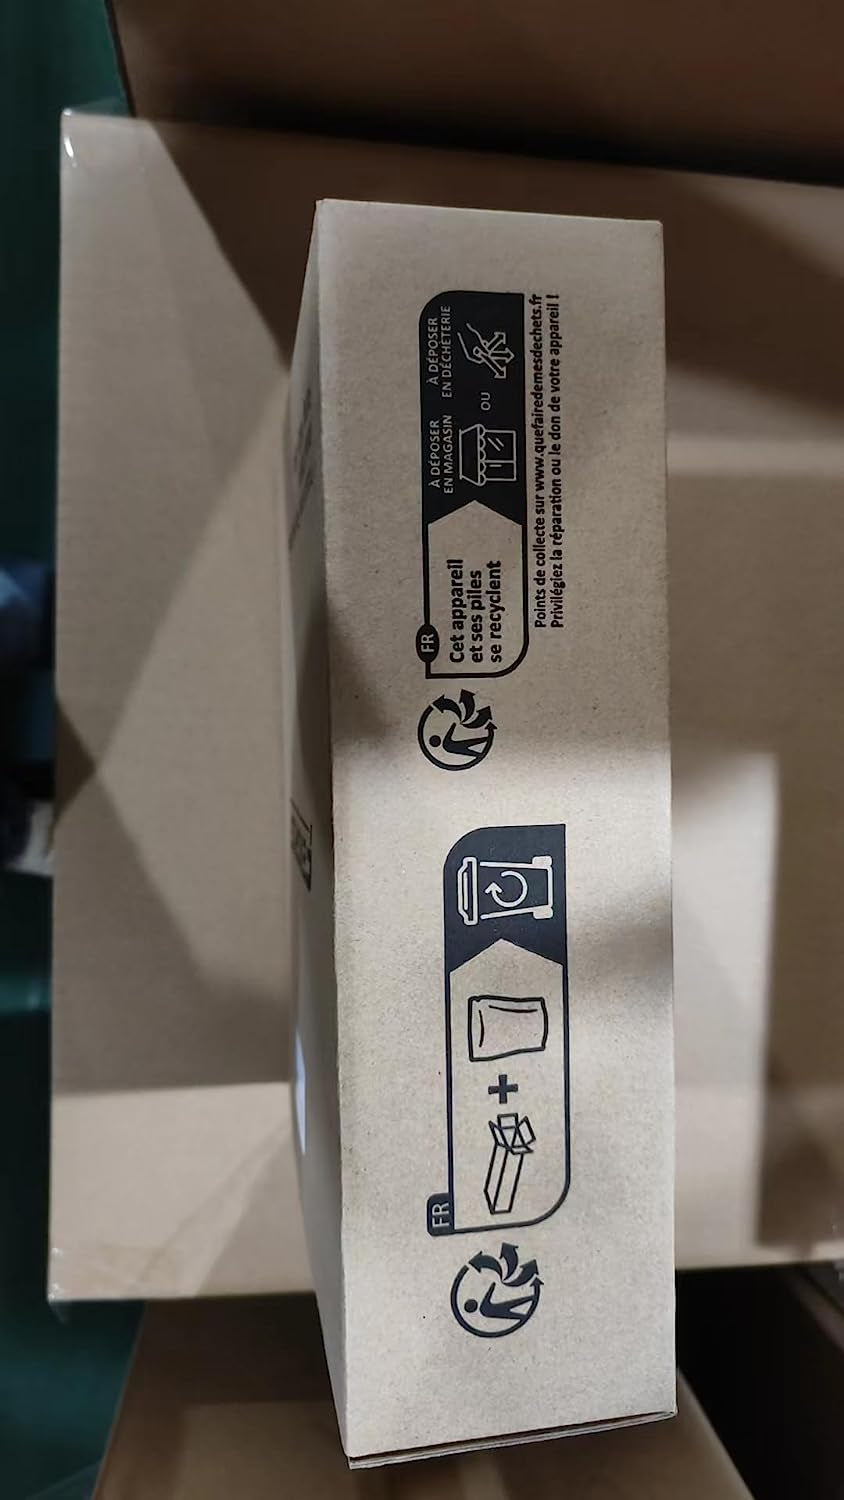 FR
Cet appareil
et ses piles
se recyclent
À DÉPOSER
EN MAGASIN
OU
À DÉPOSER
EN DÉCHÈTERIE
Points de collecte sur www.quefairedemesdechets.fr
Privilégiez la réparation ou le don de votre appareil !
FR